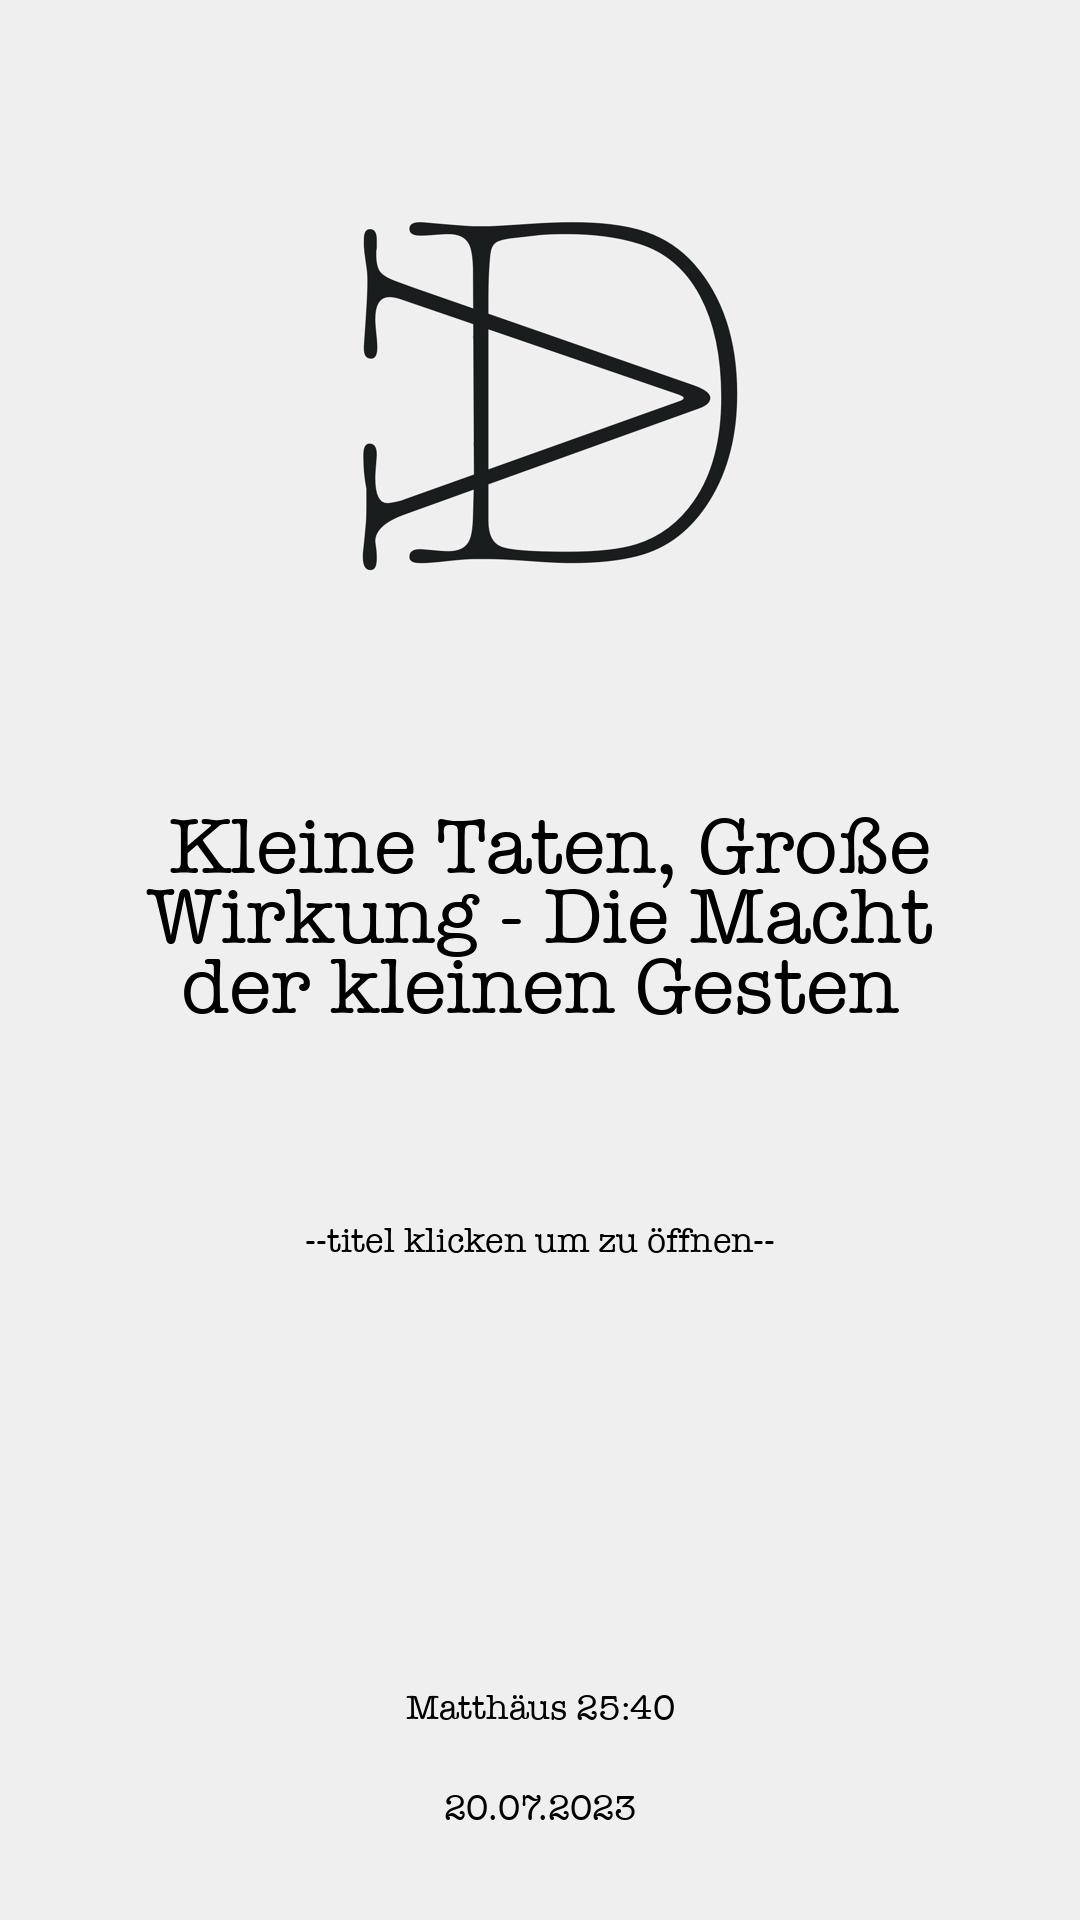 Kleine Taten, Große
Wirkung - Die Macht
der kleinen Gesten
--titel klicken um zu öffnen--
Matthäus 25:40
20.07.2023